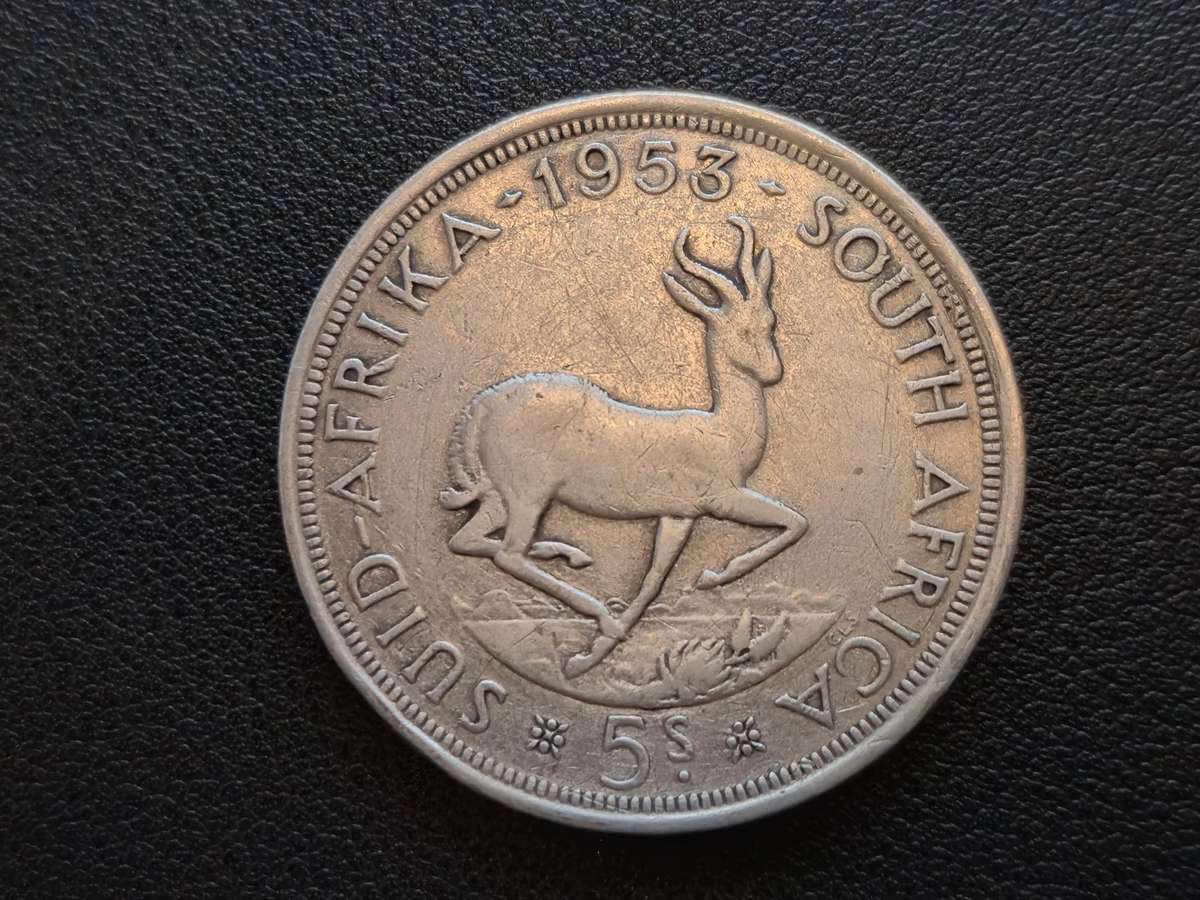 SUID-AFRIKA · 1953 · SOUTH AFRICA
5S.